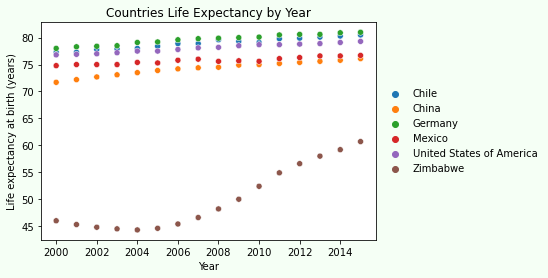 Countries Life Expectancy by Year
Life expectancy at birth (years)
80
75
70
65
60
55
50
45
2000 2002 2004 2006 2008 2010 2012 2014
Year
Chile
China
Germany
Mexico
United States of America
Zimbabwe